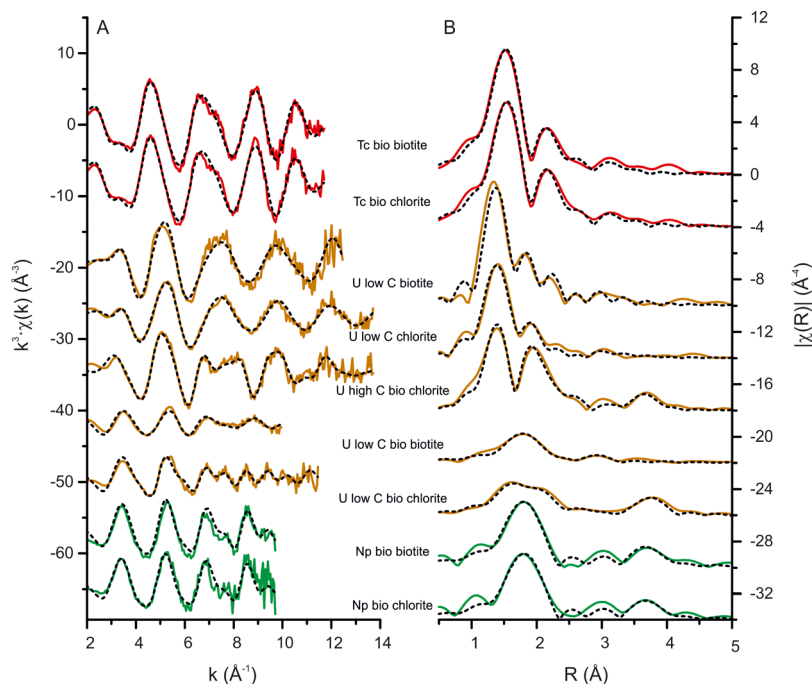 A
B
k³·χ(k) (Å⁻³)
10
0
-10
-20
-30
-40
-50
-60
2
4
6
8
10
12
14
k (Å⁻¹)
Tc bio biotite
Tc bio chlorite
U low C biotite
U low C chlorite
U high C bio chlorite
U low C bio biotite
U low C bio chlorite
Np bio biotite
Np bio chlorite
1
2
3
4
5
R (Å)
12
8
4
0
-4
-8
-12
-16
-20
-24
-28
-32
|χ(R)| (Å⁻⁴)